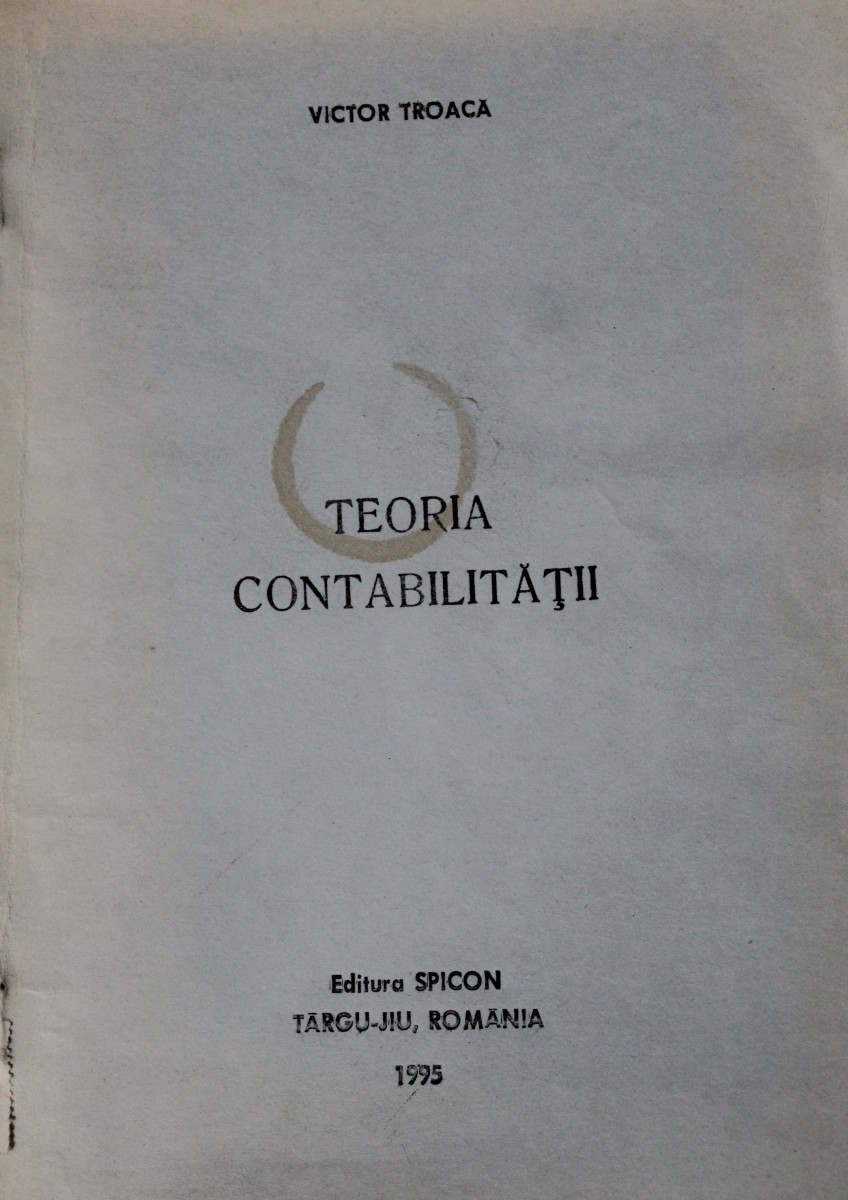 VICTOR TROACĂ
TEORIA
CONTABILITĂŢII
Editura SPICON
TÂRGU-JIU, ROMÂNIA
1995